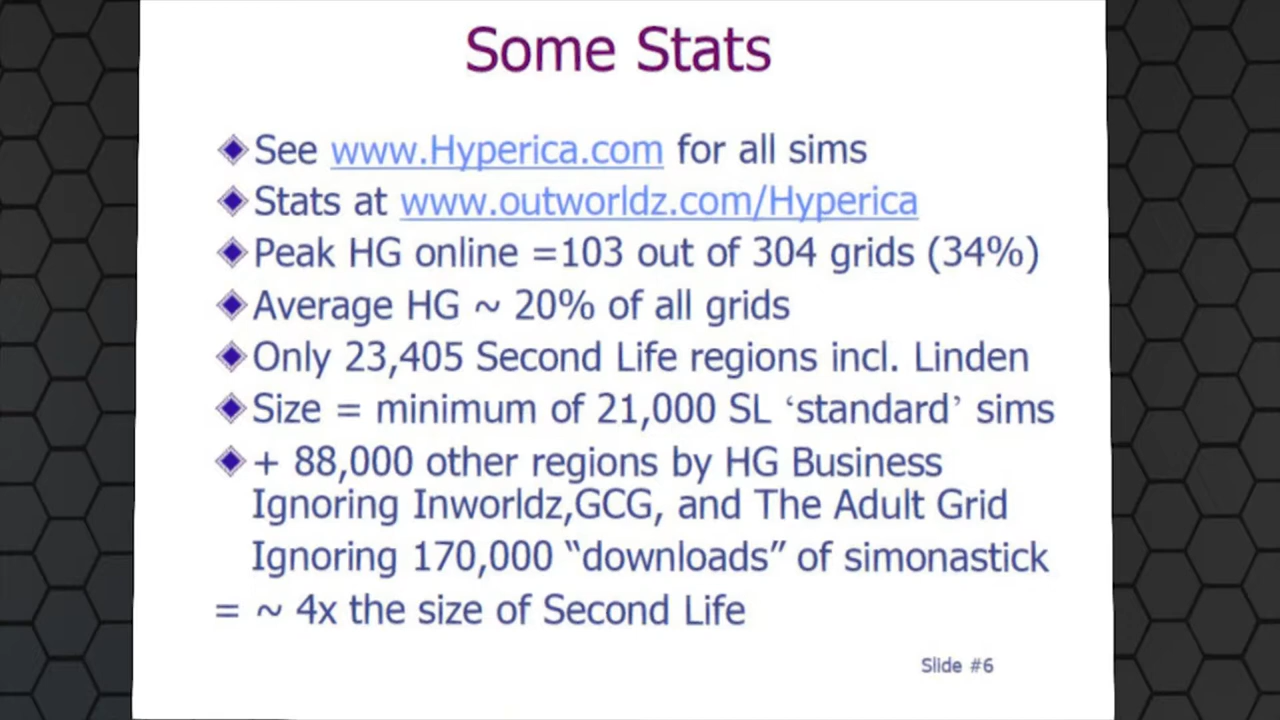 Some Stats
See www.Hyperica.com for all sims
Stats at www.outworldz.com/Hyperica
Peak HG online =103 out of 304 grids (34%)
Average HG ~ 20% of all grids
Only 23,405 Second Life regions incl. Linden
Size = minimum of 21,000 SL ‘standard’ sims
+ 88,000 other regions by HG Business
Ignoring Inworldz,GCG, and The Adult Grid
Ignoring 170,000 “downloads” of simonastick
= ~ 4x the size of Second Life
Slide #6